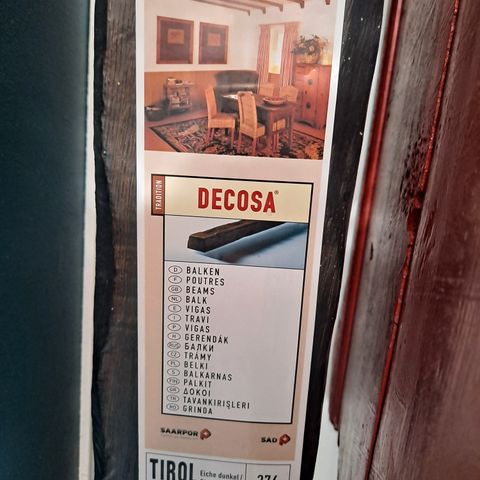 TRADITION
DECOSA®
D BALKEN
F POUTRES
GB BEAMS
NL BALK
E VIGAS
I TRAVI
P VIGAS
H GERENDÁK
RUS БАЛКИ
CZ TRÁMY
PL BELKI
S BALKARNAS
FIN PALKIT
GR ΔΟΚΟΙ
TR TAVANKIRIŞLERI
RO GRINDA
SAARPOR
SAD
TIROL
Eiche dunkel /